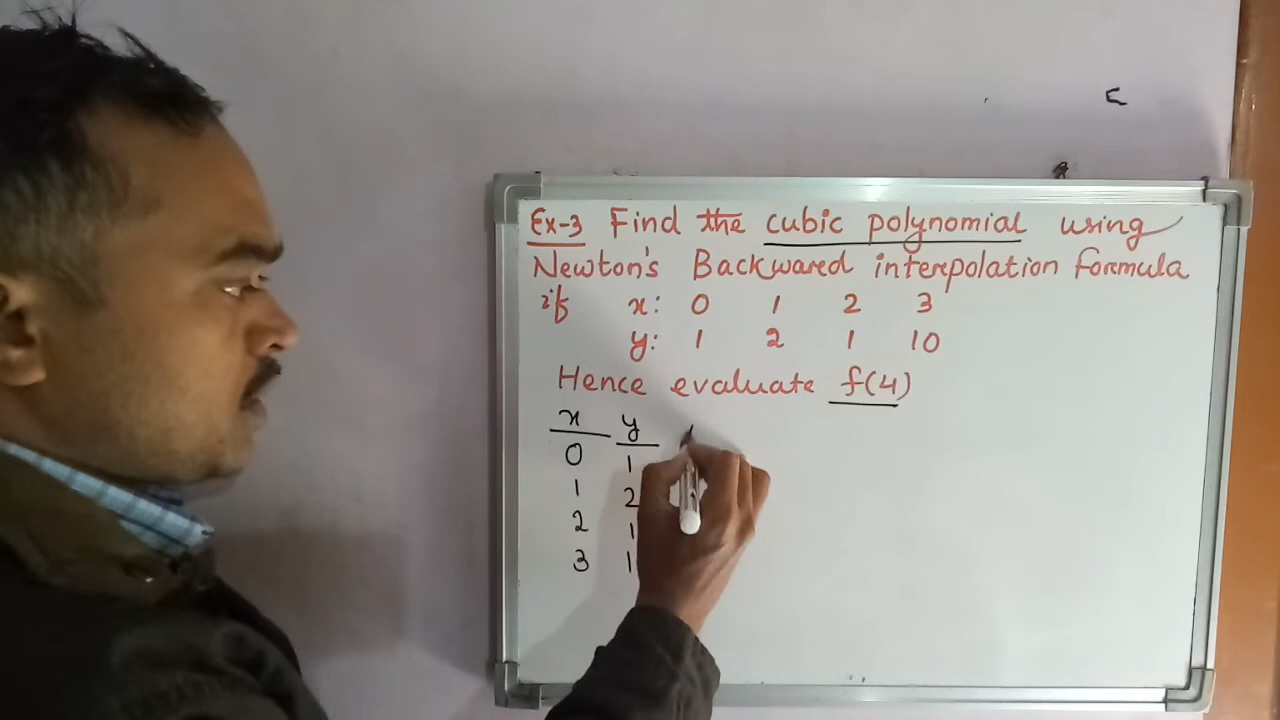 Ex-3 Find the cubic polynomial using
Newton's Backward interpolation formula
if x: 0 1 2 3
y: 1 2 1 10
Hence evaluate f(4)
x y
0 1
1 2
2 1
3 1